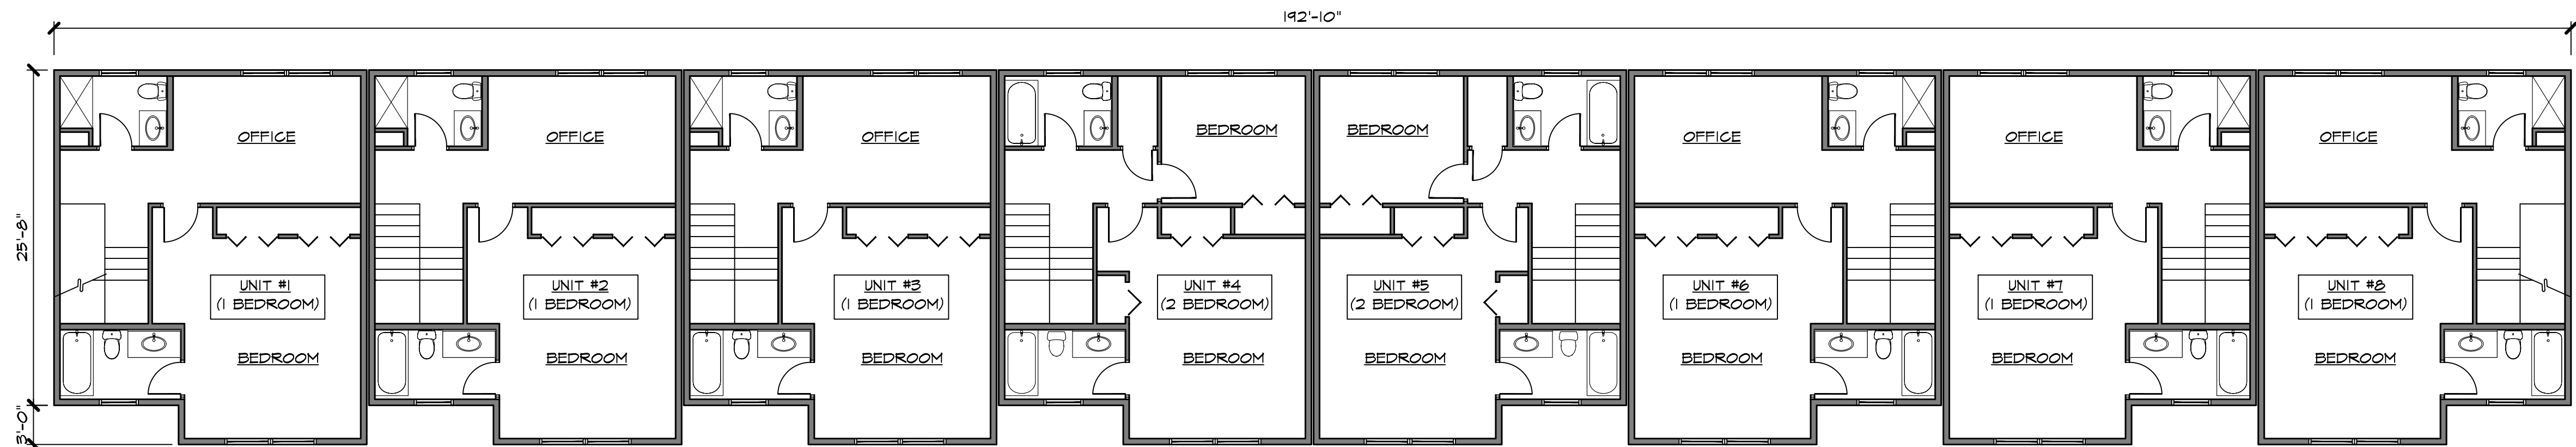 192'-10"
OFFICE
OFFICE
OFFICE
BEDROOM
BEDROOM
OFFICE
OFFICE
OFFICE
25'-8"
UNIT #1
(1 BEDROOM)
UNIT #2
(1 BEDROOM)
UNIT #3
(1 BEDROOM)
UNIT #4
(2 BEDROOM)
UNIT #5
(2 BEDROOM)
UNIT #6
(1 BEDROOM)
UNIT #7
(1 BEDROOM)
UNIT #8
(1 BEDROOM)
BEDROOM
BEDROOM
BEDROOM
BEDROOM
BEDROOM
BEDROOM
BEDROOM
BEDROOM
3'-0"